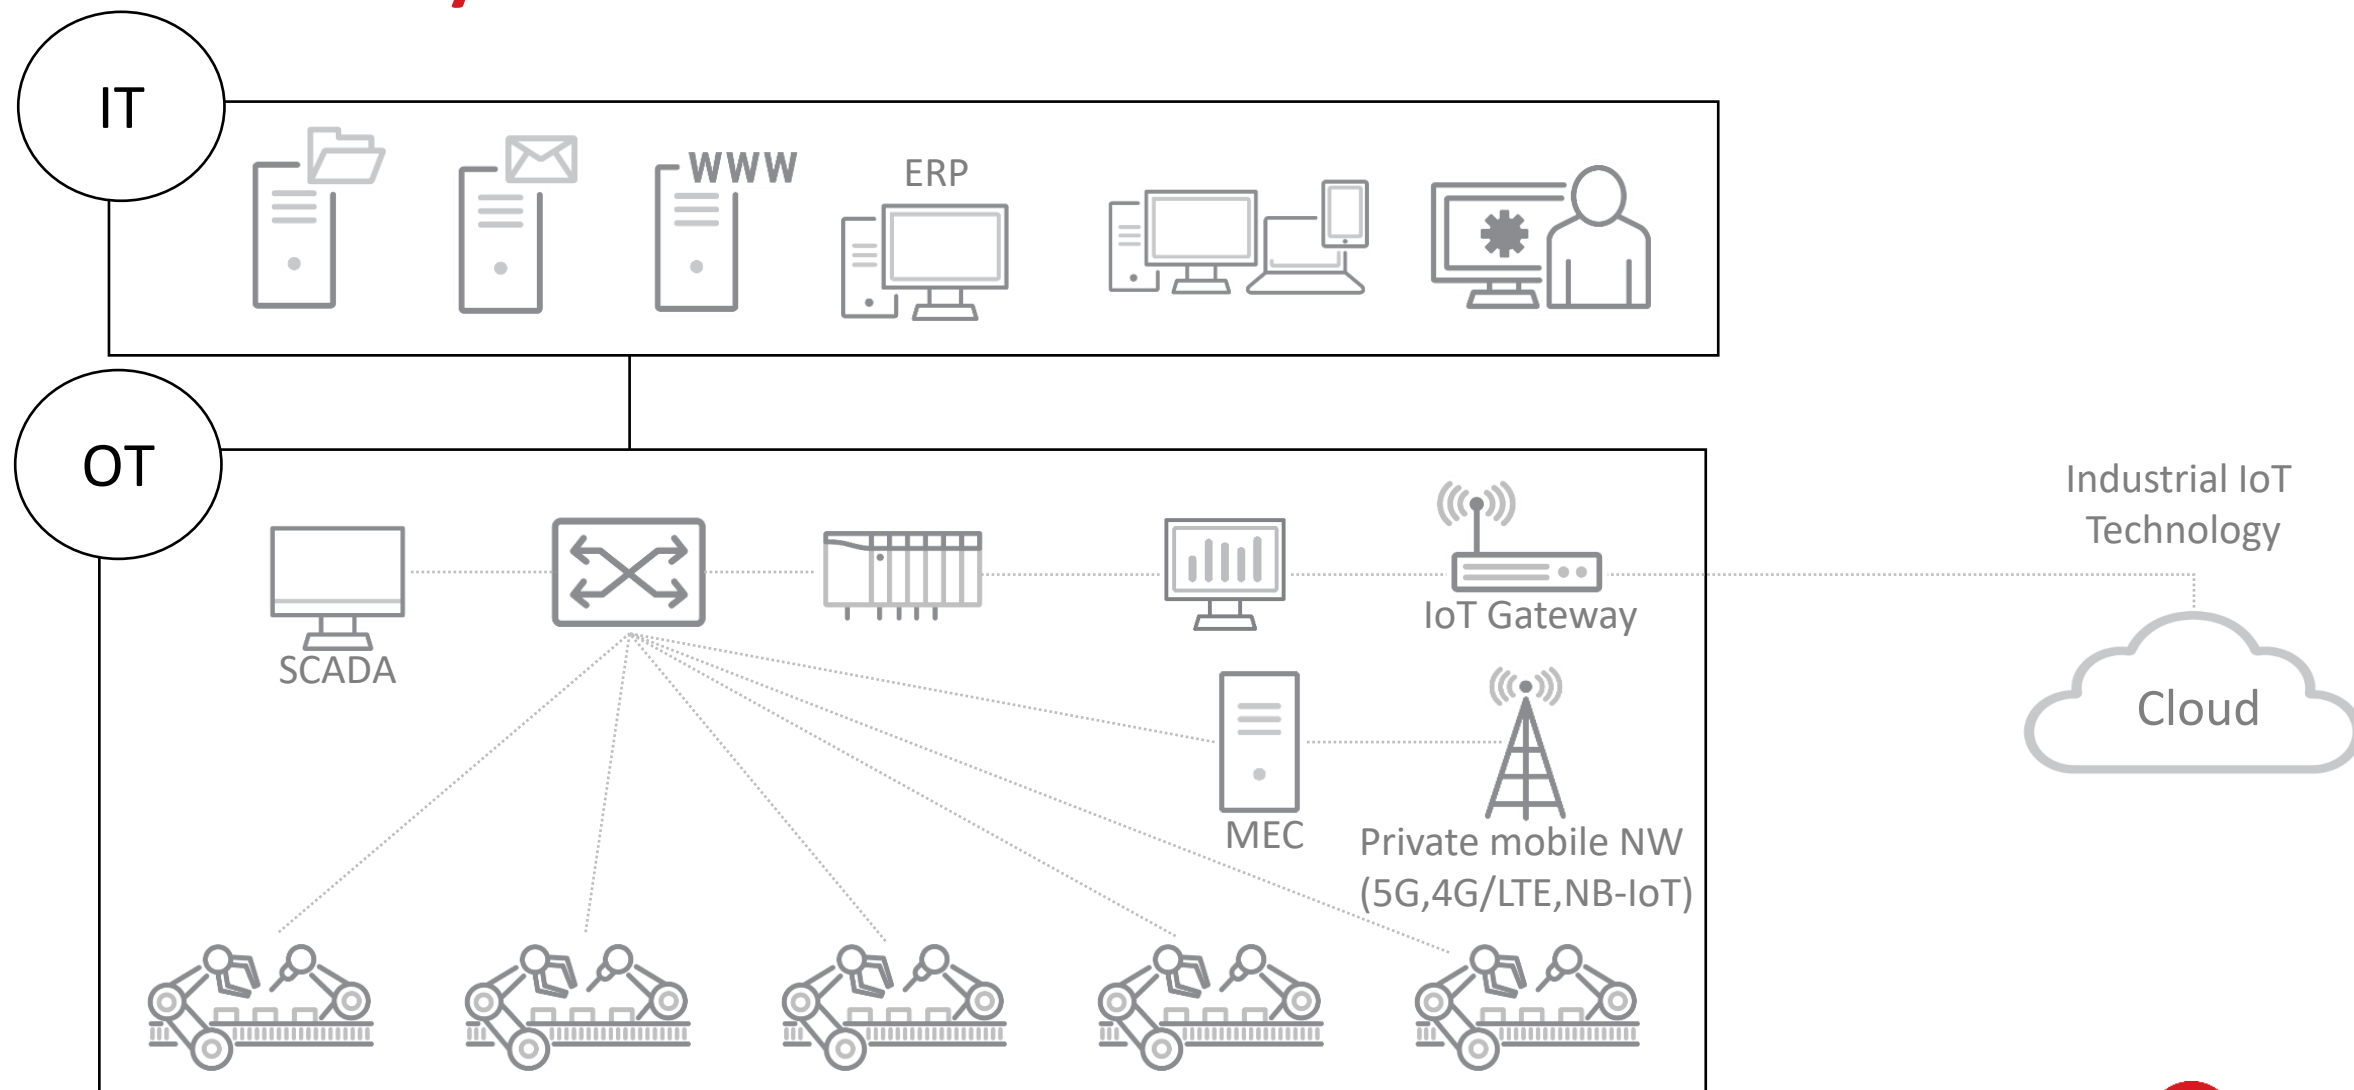 IT
WWW
ERP
OT
Industrial IoT
Technology
IoT Gateway
SCADA
Cloud
MEC
Private mobile NW
(5G,4G/LTE,NB-IoT)